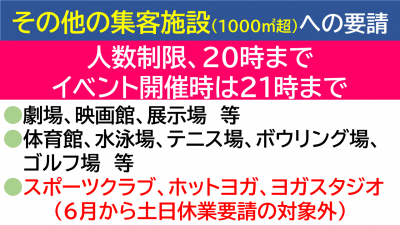 その他の集客施設（1000㎡超）への要請
人数制限、20時まで
イベント開催時は21時まで
●劇場、映画館、展示場　等
●体育館、水泳場、テニス場、ボウリング場、
ゴルフ場　等
●スポーツクラブ、ホットヨガ、ヨガスタジオ
（6月から土日休業要請の対象外）